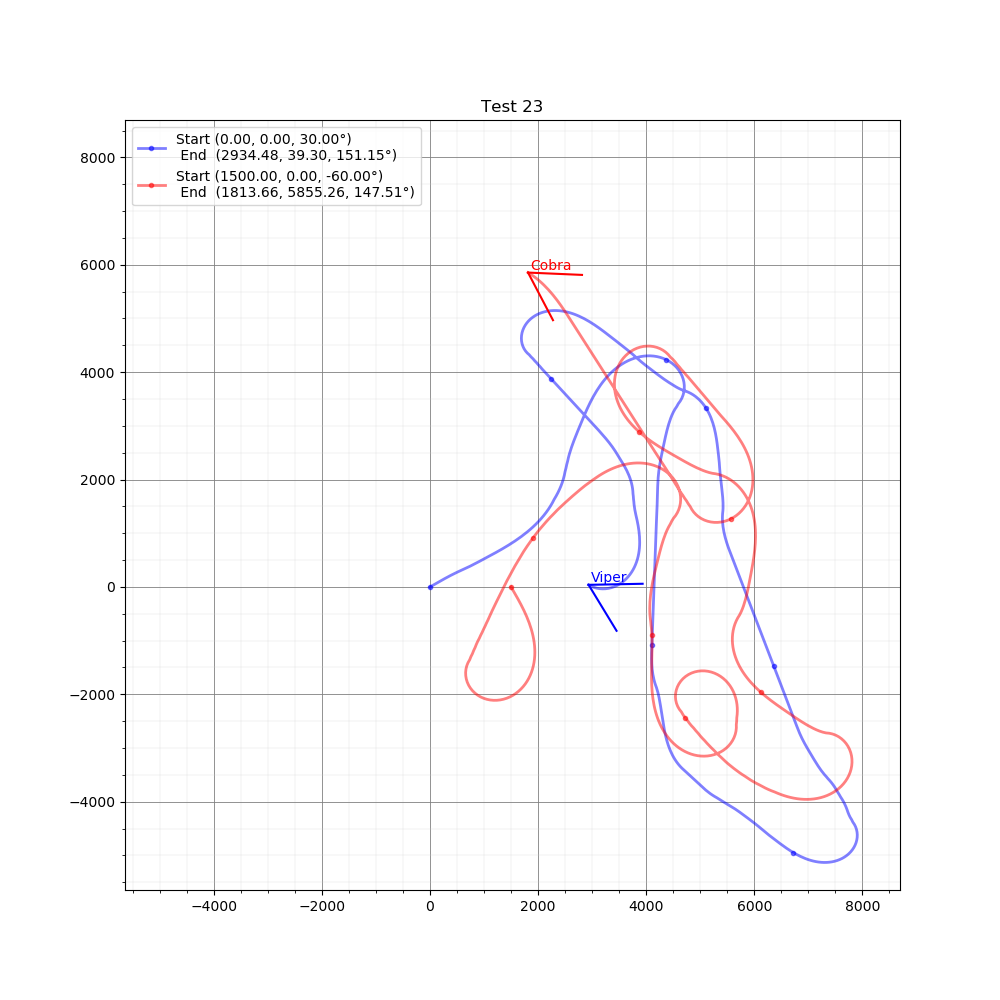 Test 23
Start (0.00, 0.00, 30.00°)
End  (2934.48, 39.30, 151.15°)
Start (1500.00, 0.00, -60.00°)
End  (1813.66, 5855.26, 147.51°)
8000
6000
Cobra
4000
2000
0
Viper
−2000
−4000
−4000
−2000
0
2000
4000
6000
8000